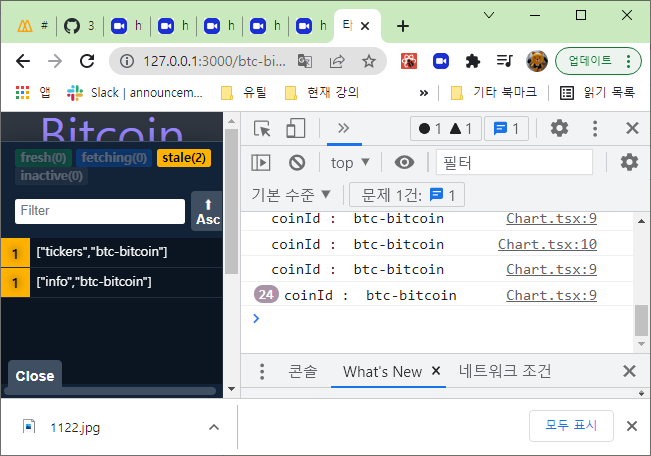 # 3 h h h h E
127.0.0.1:3000/btc-bi... 업데이트
앱 Slack | announcem... 유틸 현재 강의 » 기타 북마크 읽기 목록
Bitcoin
fresh(0) fetching(0) stale(2)
inactive(0)
Filter
⬆
Asc
1 ["tickers","btc-bitcoin"]
1 ["info","btc-bitcoin"]
Close
» 1 1 1
top ▼ 필터
기본 수준 ▼ 문제 1건: 1
coinId : btc-bitcoin Chart.tsx:9
coinId : btc-bitcoin Chart.tsx:10
coinId : btc-bitcoin Chart.tsx:9
24 coinId : btc-bitcoin Chart.tsx:9
콘솔 What's New × 네트워크 조건
1122.jpg 모두 표시